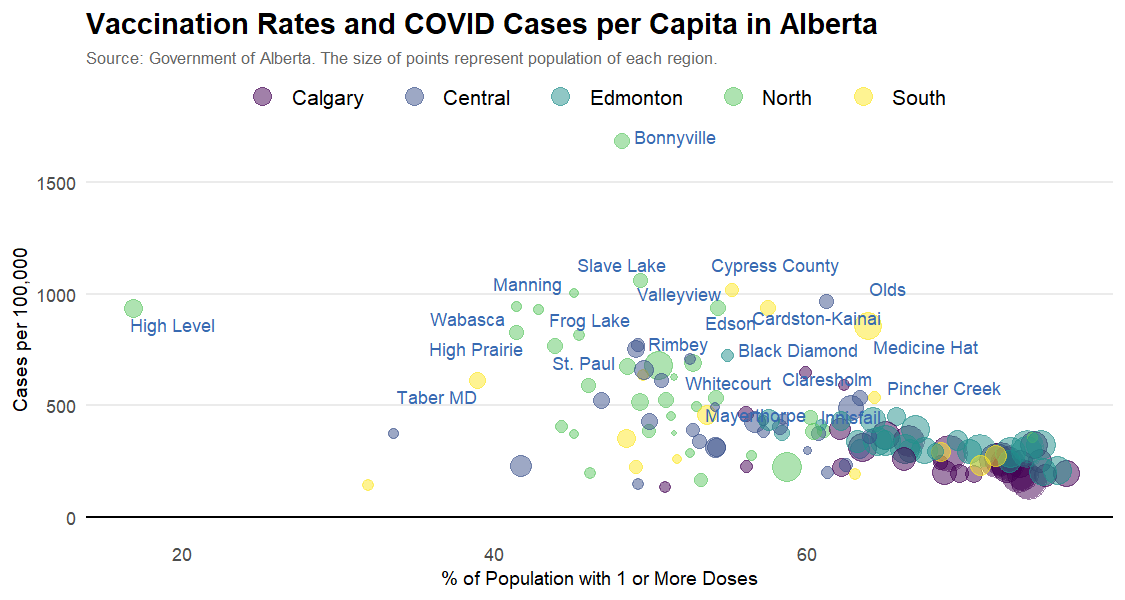 Vaccination Rates and COVID Cases per Capita in Alberta
Source: Government of Alberta. The size of points represent population of each region.
Calgary Central Edmonton North South
Bonnyville
1500
Slave Lake Cypress County
Manning Valleyview Olds
1000
High Level Wabasca Frog Lake Edson Cardston-Kainai
High Prairie Rimbey Black Diamond Medicine Hat
St. Paul
Taber MD Whitecourt Claresholm Pincher Creek
500
Mayerthorpe Innisfail
0
20 40 60
% of Population with 1 or More Doses
Cases per 100,000